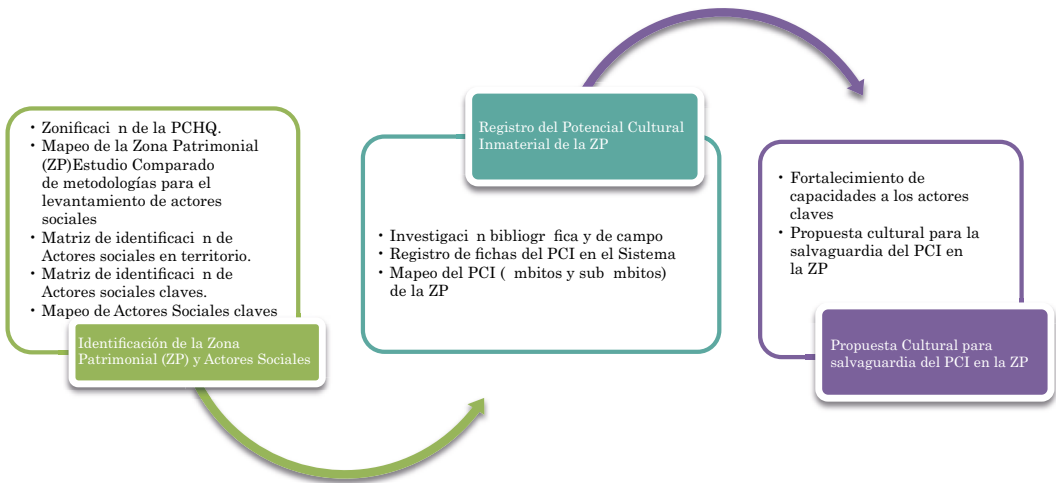 • Zonificaci n de la PCHQ.
• Mapeo de la Zona Patrimonial
(ZP)Estudio Comparado
de metodologías para el
levantamiento de actores
sociales
• Matriz de identificaci n de
Actores sociales en territorio.
• Matriz de identificaci n de
Actores sociales claves.
• Mapeo de Actores Sociales claves
Identificación de la Zona
Patrimonial (ZP) y Actores Sociales
Registro del Potencial Cultural
Inmaterial de la ZP
• Investigaci n bibliogr fica y de campo
• Registro de fichas del PCI en el Sistema
• Mapeo del PCI ( mbitos y sub mbitos)
de la ZP
• Fortalecimiento de
capacidades a los actores
claves
• Propuesta cultural para la
salvaguardia del PCI en
la ZP
Propuesta Cultural para
salvaguardia del PCI en la ZP